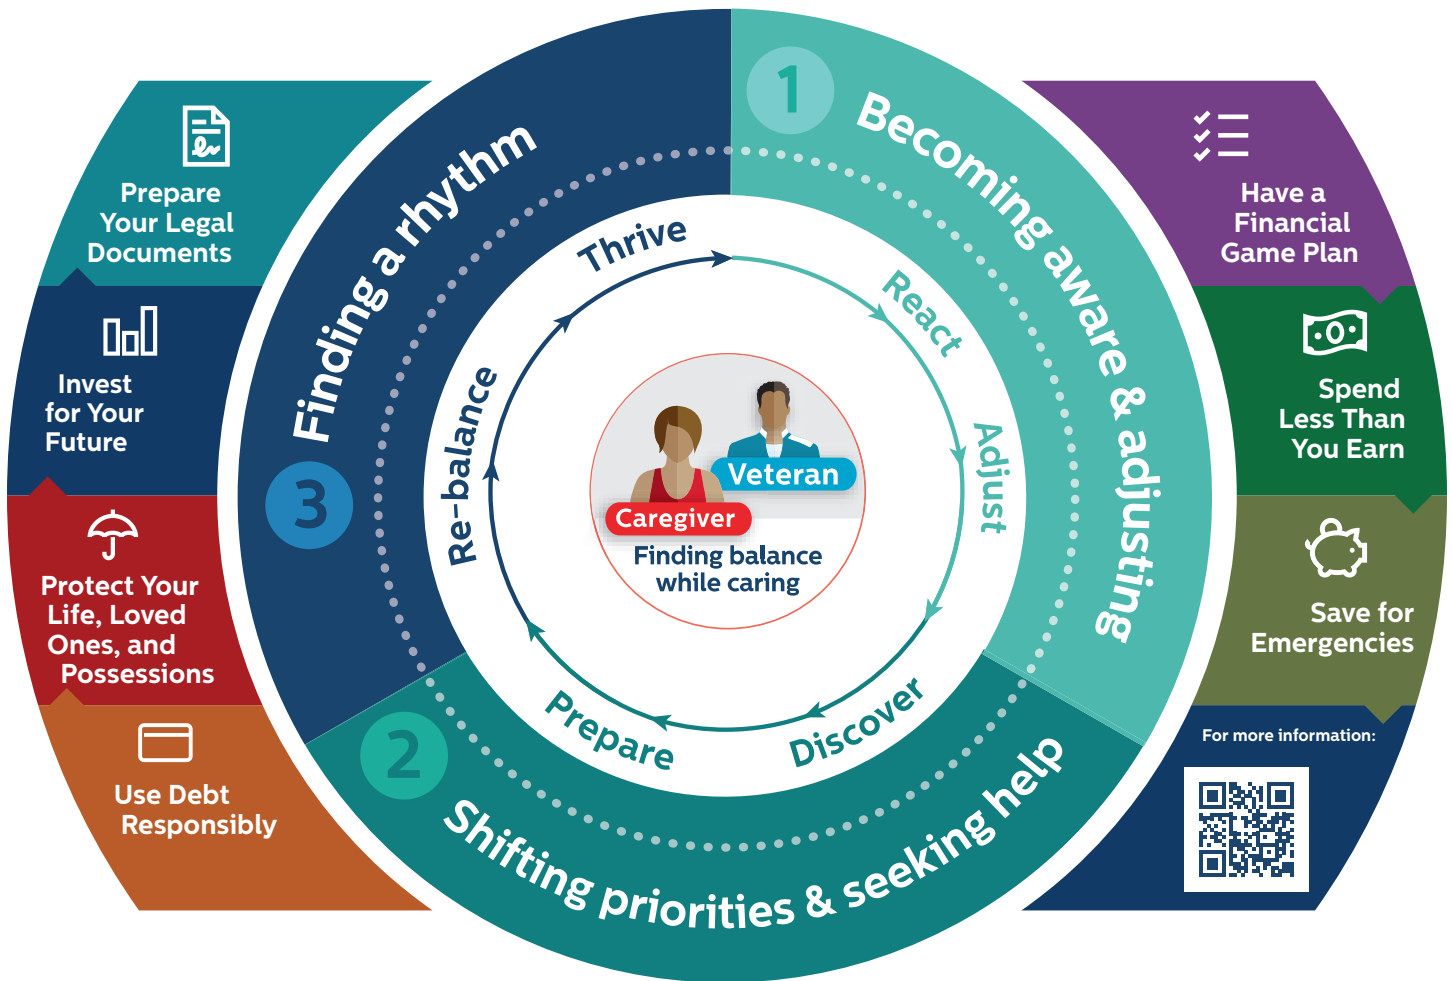 1
Becoming aware & adjusting
2
Shifting priorities & seeking help
3
Finding a rhythm
React
Adjust
Discover
Prepare
Re-balance
Thrive
Veteran
Caregiver
Finding balance
while caring
Have a
Financial
Game Plan
Spend
Less Than
You Earn
Save for
Emergencies
For more information:
Use Debt
Responsibly
Protect Your
Life, Loved
Ones, and
Possessions
Invest
for Your
Future
Prepare
Your Legal
Documents